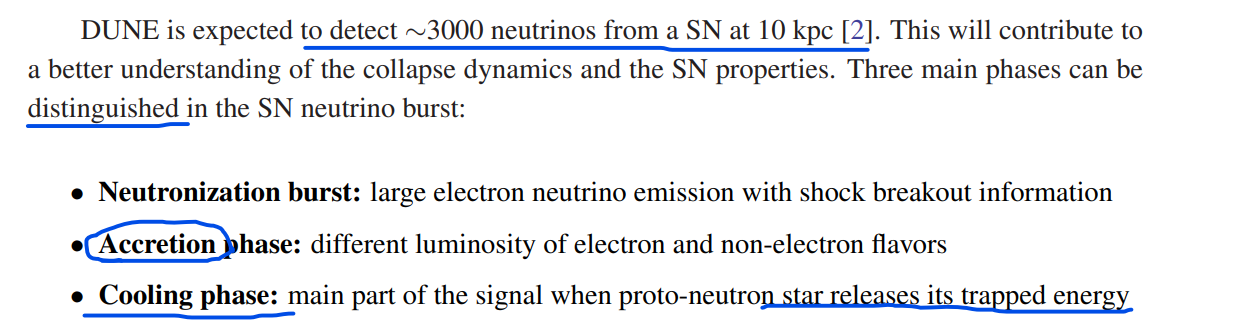 DUNE is expected to detect ∼3000 neutrinos from a SN at 10 kpc [2]. This will contribute to
a better understanding of the collapse dynamics and the SN properties. Three main phases can be
distinguished in the SN neutrino burst:
• Neutronization burst: large electron neutrino emission with shock breakout information
• Accretion phase: different luminosity of electron and non-electron flavors
• Cooling phase: main part of the signal when proto-neutron star releases its trapped energy